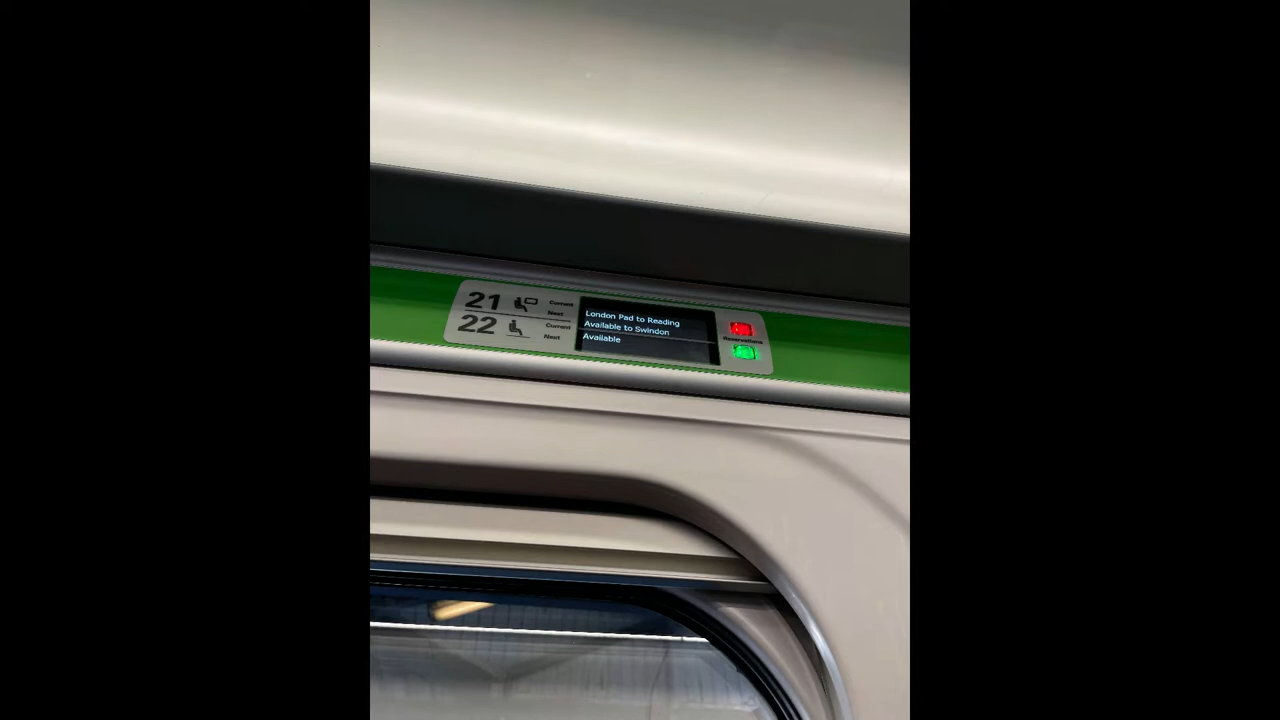 21 Current London Pad to Reading
Next Available to Swindon
22 Current Available
Next
Reservations